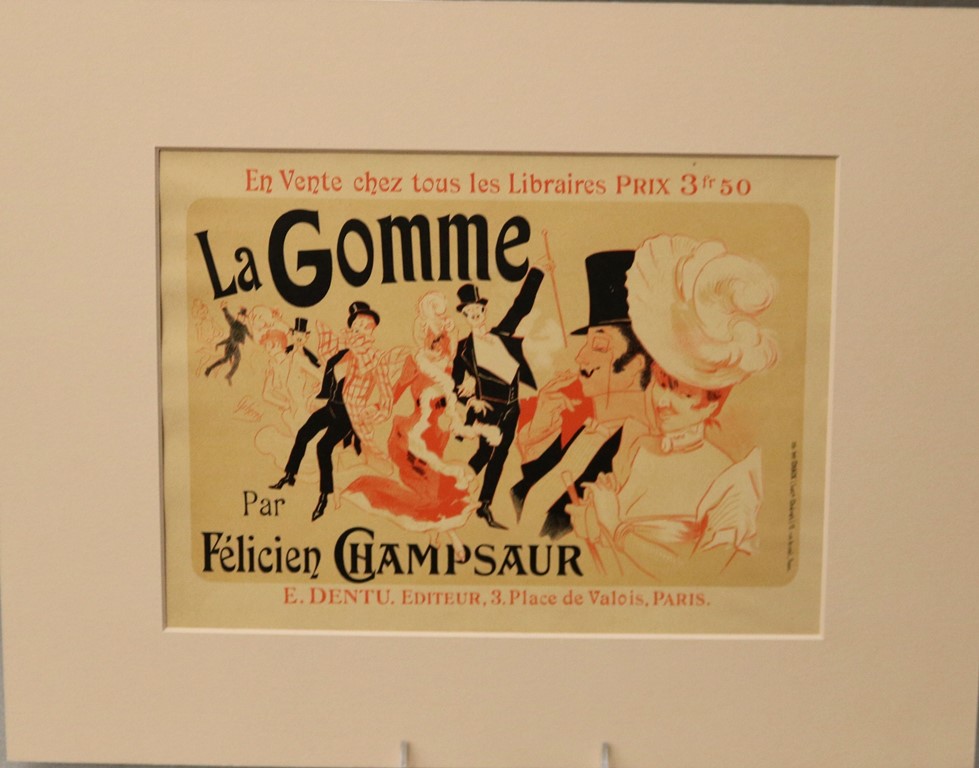 En Vente chez tous les Libraires PRIX 3fr 50
La Gomme
Par
Félicien CHAMPSAUR
E. DENTU. EDITEUR, 3. Place de Valois, PARIS.